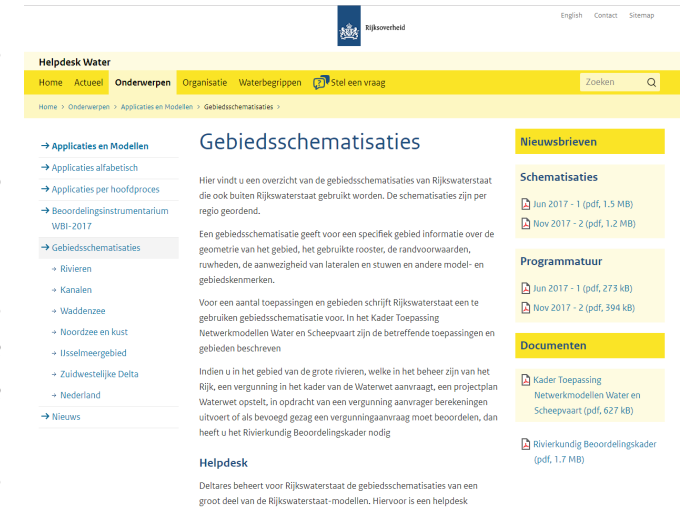 Rijksoverheid
English Contact Sitemap
Helpdesk Water
Home Actueel Onderwerpen Organisatie Waterbegrippen Stel een vraag
Zoeken
Home > Onderwerpen > Applicaties en Modellen > Gebiedsschematisaties >
→ Applicaties en Modellen
→ Applicaties alfabetisch
→ Applicaties per hoofdproces
→ Beoordelingsinstrumentarium
WBI-2017
→ Gebiedsschematisaties
→ Rivieren
→ Kanalen
→ Waddenzee
→ Noordzee en kust
→ IJsselmeergebied
→ Zuidwestelijke Delta
→ Nederland
→ Nieuws
Gebiedsschematisaties
Hier vindt u een overzicht van de gebiedsschematisaties van Rijkswaterstaat
die ook buiten Rijkswaterstaat gebruikt worden. De schematisaties zijn per
regio geordend.
Een gebiedsschematisatie geeft voor een specifiek gebied informatie over de
geometrie van het gebied, het gebruikte rooster, de randvoorwaarden,
ruwheden, de aanwezigheid van lateralen en stuwen en andere model- en
gebiedskenmerken.
Voor een aantal toepassingen en gebieden schrijft Rijkswaterstaat een te
gebruiken gebiedsschematisatie voor. In het Kader Toepassing
Netwerkmodellen Water en Scheepvaart zijn de betreffende toepassingen en
gebieden beschreven
Indien u in het gebied van de grote rivieren, welke in het beheer zijn van het
Rijk, een vergunning in het kader van de Waterwet aanvraagt, een projectplan
Waterwet opstelt, in opdracht van een vergunning aanvrager berekeningen
uitvoert of als bevoegd gezag een vergunningaanvraag moet beoordelen, dan
heeft u het Rivierkundig Beoordelingskader nodig
Helpdesk
Deltares beheert voor Rijkswaterstaat de gebiedsschematisaties van een
groot deel van de Rijkswaterstaat-modellen. Hiervoor is een helpdesk
Nieuwsbrieven
Schematisaties
Jun 2017 - 1 (pdf, 1.5 MB)
Nov 2017 - 2 (pdf, 1.2 MB)
Programmatuur
Jun 2017 - 1 (pdf, 273 kB)
Nov 2017 - 2 (pdf, 394 kB)
Documenten
Kader Toepassing
Netwerkmodellen Water en
Scheepvaart (pdf, 627 kB)
Rivierkundig Beoordelingskader
(pdf, 1.7 MB)